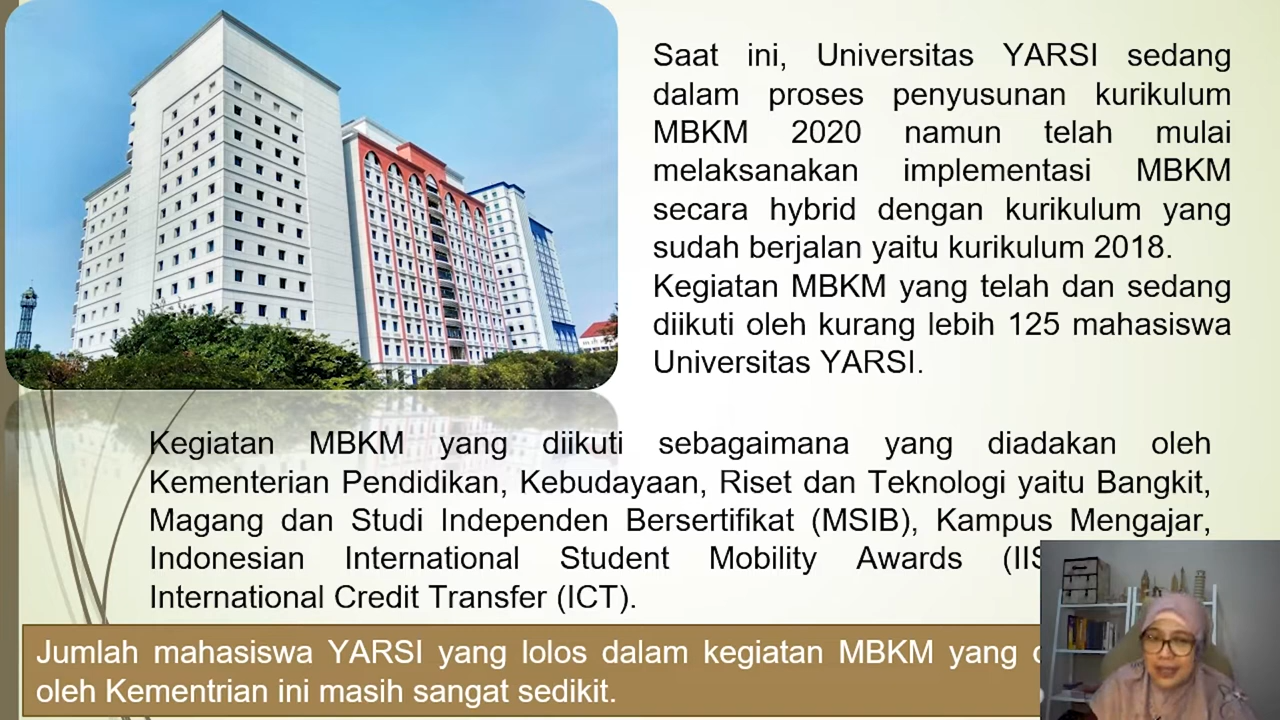 Saat ini, Universitas YARSI sedang
dalam proses penyusunan kurikulum
MBKM 2020 namun telah mulai
melaksanakan implementasi MBKM
secara hybrid dengan kurikulum yang
sudah berjalan yaitu kurikulum 2018.
Kegiatan MBKM yang telah dan sedang
diikuti oleh kurang lebih 125 mahasiswa
Universitas YARSI.
Kegiatan MBKM yang diikuti sebagaimana yang diadakan oleh
Kementerian Pendidikan, Kebudayaan, Riset dan Teknologi yaitu Bangkit,
Magang dan Studi Independen Bersertifikat (MSIB), Kampus Mengajar,
Indonesian International Student Mobility Awards
International Credit Transfer (ICT).
Jumlah mahasiswa YARSI yang lolos dalam kegiatan MBKM yang
oleh Kementrian ini masih sangat sedikit.